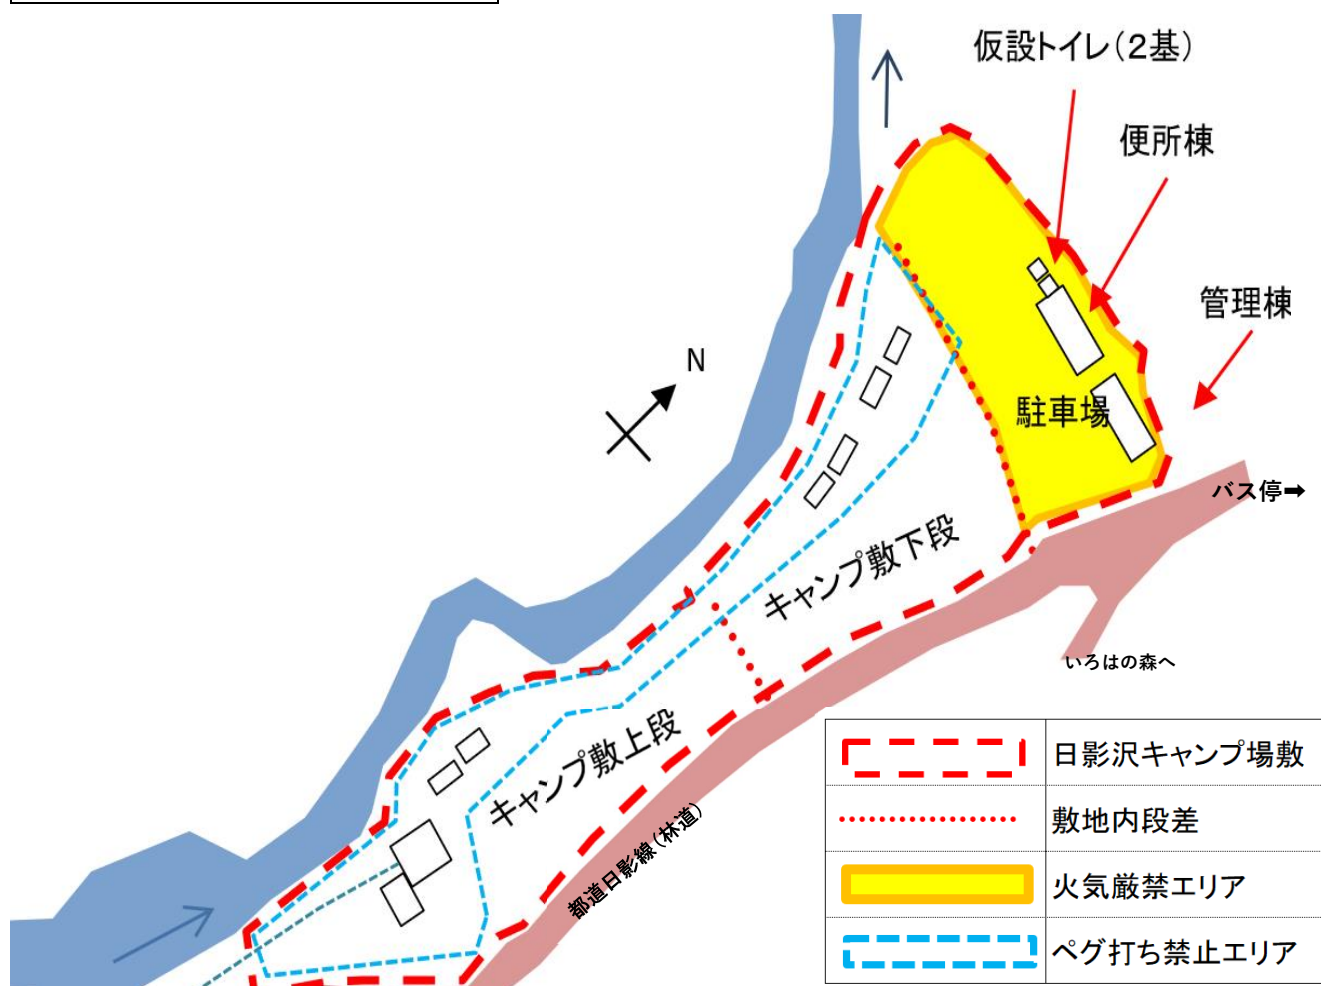 仮設トイレ（２基）
便所棟
管理棟
N
駐車場
バス停➡
キャンプ敷下段
いろはの森へ
キャンプ敷上段
都道日影線（林道）
日影沢キャンプ場敷
敷地内段差
火気厳禁エリア
ペグ打ち禁止エリア